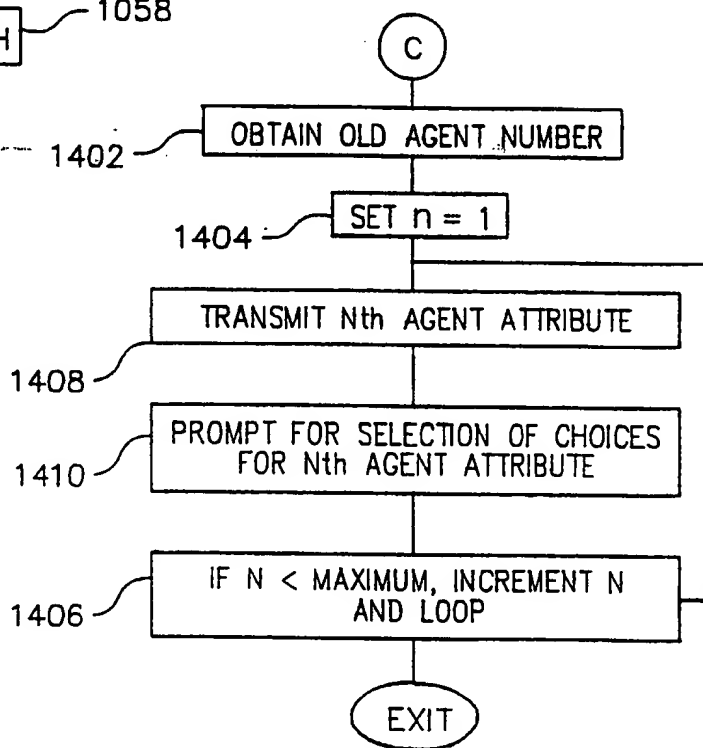 H
1058
C
1402
OBTAIN OLD AGENT NUMBER
1404
SET n = 1
TRANSMIT Nth AGENT ATTRIBUTE
1408
PROMPT FOR SELECTION OF CHOICES
FOR Nth AGENT ATTRIBUTE
1410
IF N < MAXIMUM, INCREMENT N
AND LOOP
1406
EXIT